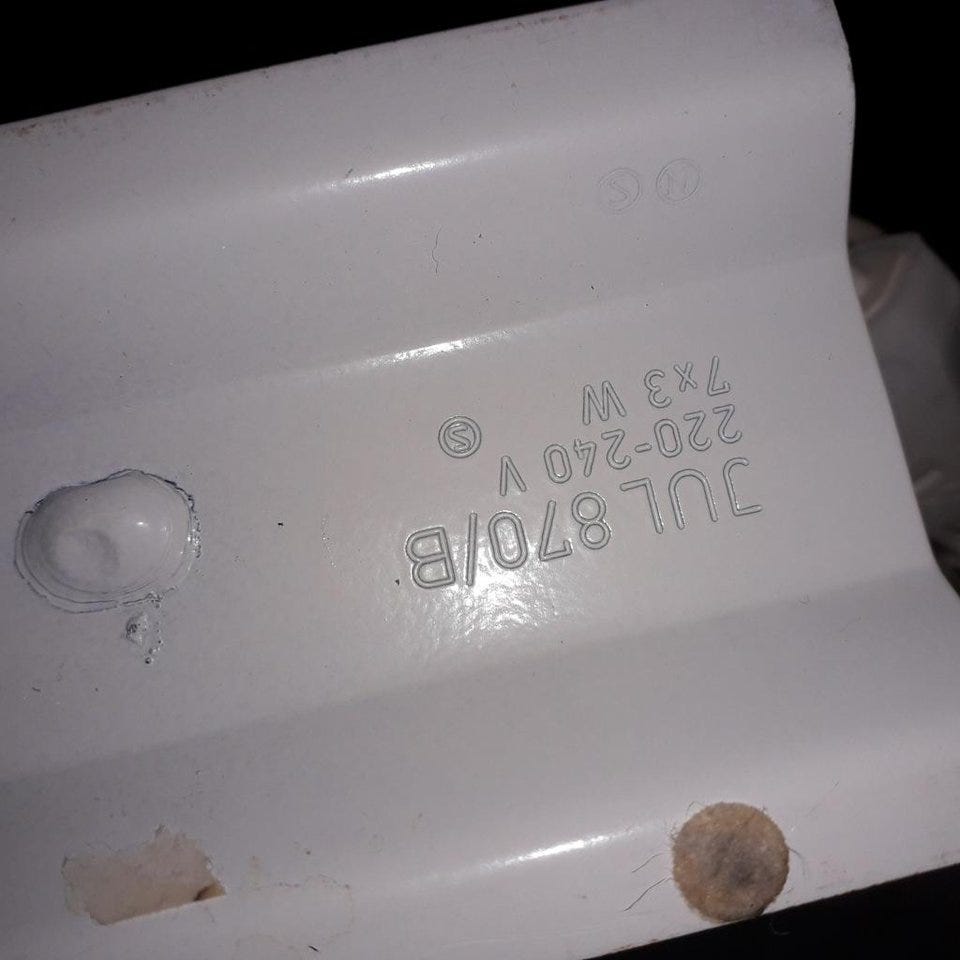 JUL 870/B
220-240 V Ⓢ
7x3 W
Ⓝ Ⓢ